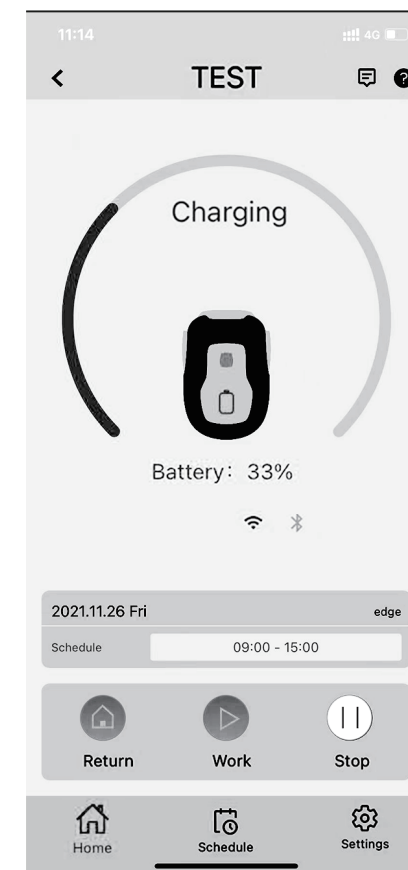 11:14 4G
TEST
?
Charging
Battery: 33%
2021.11.26 Fri edge
Schedule 09:00 - 15:00
Return Work Stop
Home Schedule Settings